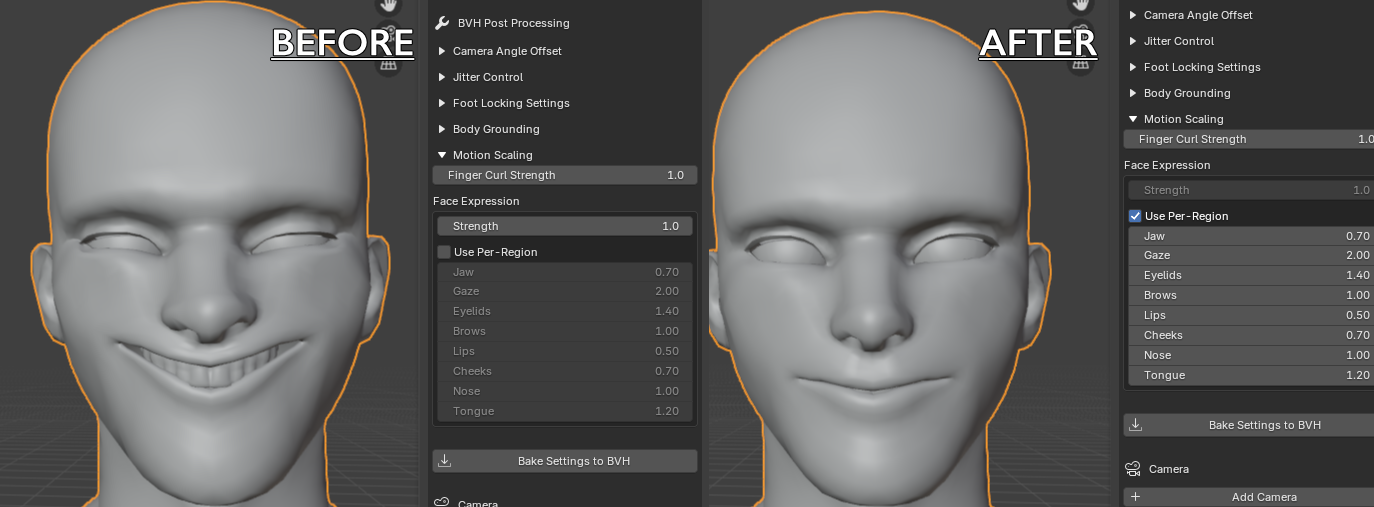 BEFORE
BVH Post Processing
Camera Angle Offset
Jitter Control
Foot Locking Settings
Body Grounding
Motion Scaling
Finger Curl Strength 1.0
Face Expression
Strength 1.0
Use Per-Region
Jaw 0.70
Gaze 2.00
Eyelids 1.40
Brows 1.00
Lips 0.50
Cheeks 0.70
Nose 1.00
Tongue 1.20
Bake Settings to BVH
Camera
AFTER
Camera Angle Offset
Jitter Control
Foot Locking Settings
Body Grounding
Motion Scaling
Finger Curl Strength 1.0
Face Expression
Strength 1.0
Use Per-Region
Jaw 0.70
Gaze 2.00
Eyelids 1.40
Brows 1.00
Lips 0.50
Cheeks 0.70
Nose 1.00
Tongue 1.20
Bake Settings to BVH
Camera
Add Camera